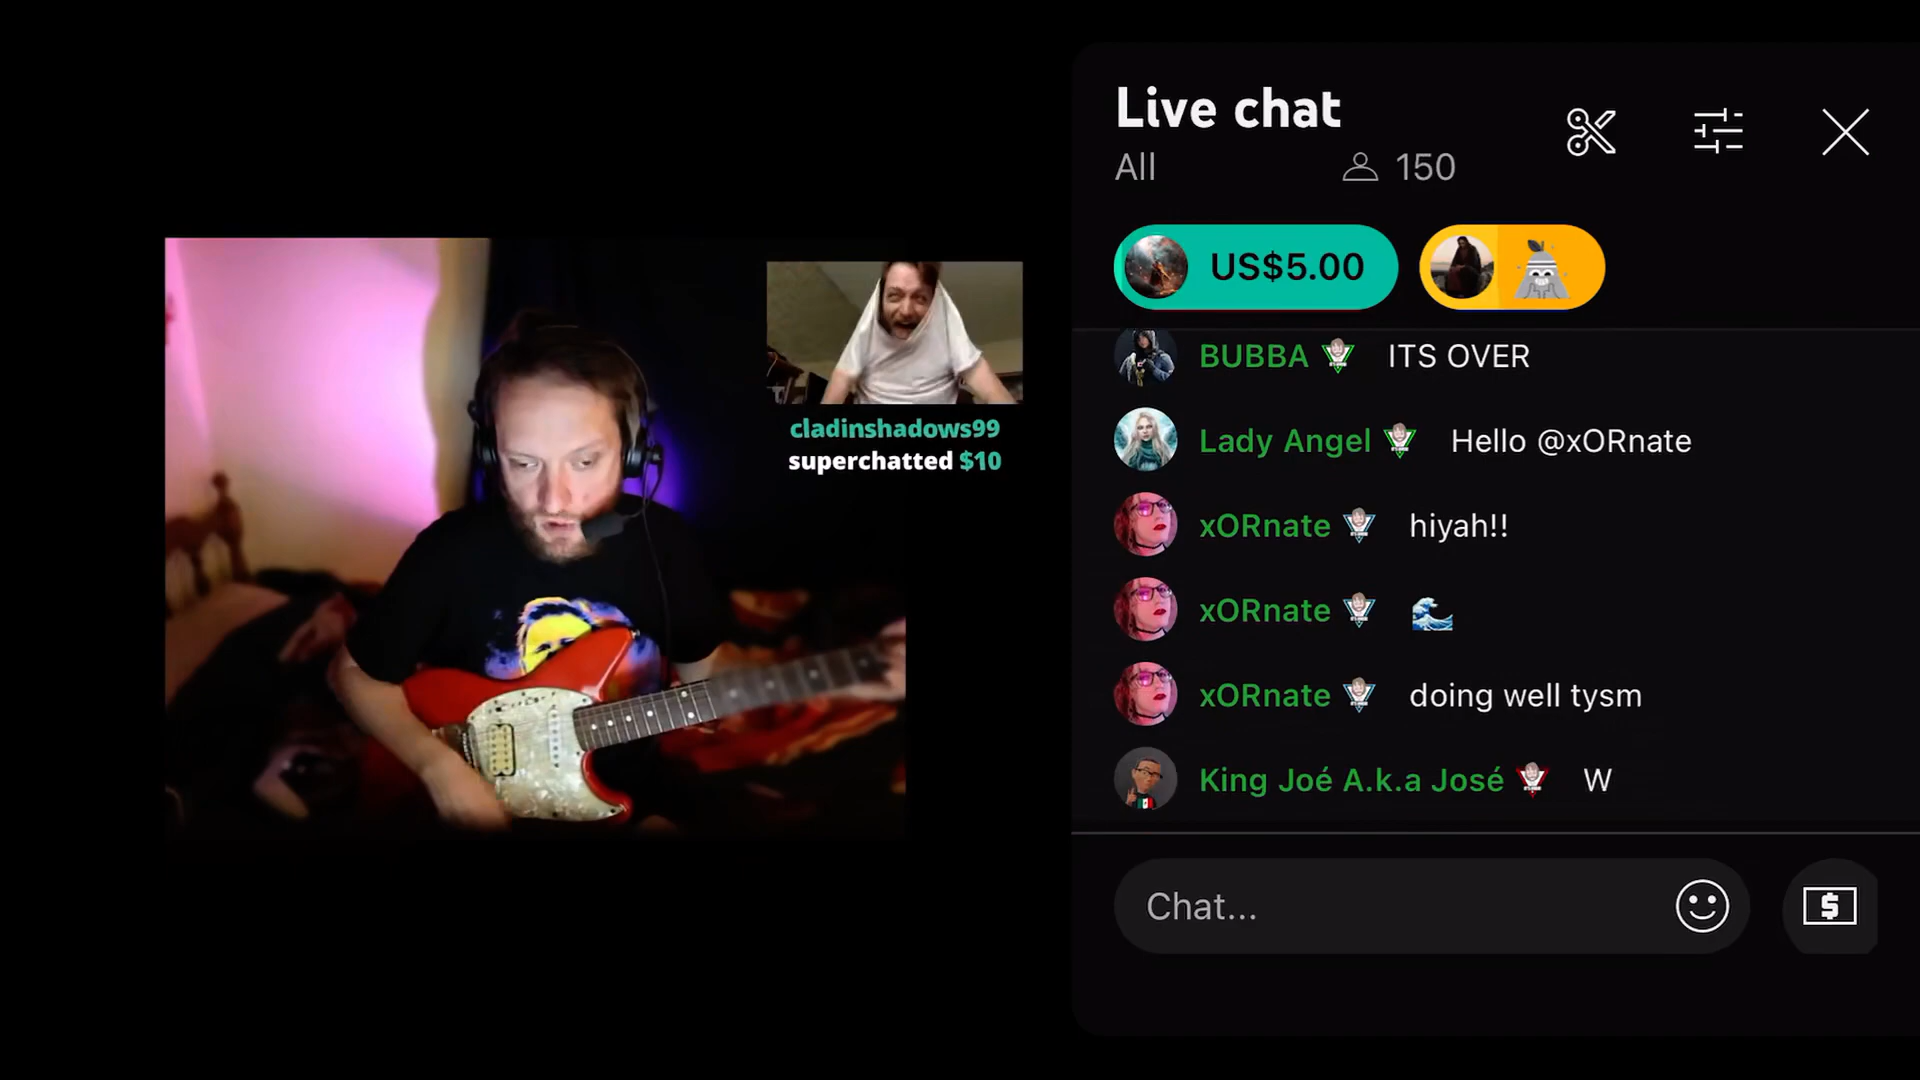 cladinshadows99
superchatted $10
Live chat
All
150
US$5.00
BUBBA ITS OVER
Lady Angel Hello @xORnate
xORnate hiyah!!
xORnate
xORnate doing well tysm
King Joé A.k.a José W
Chat...